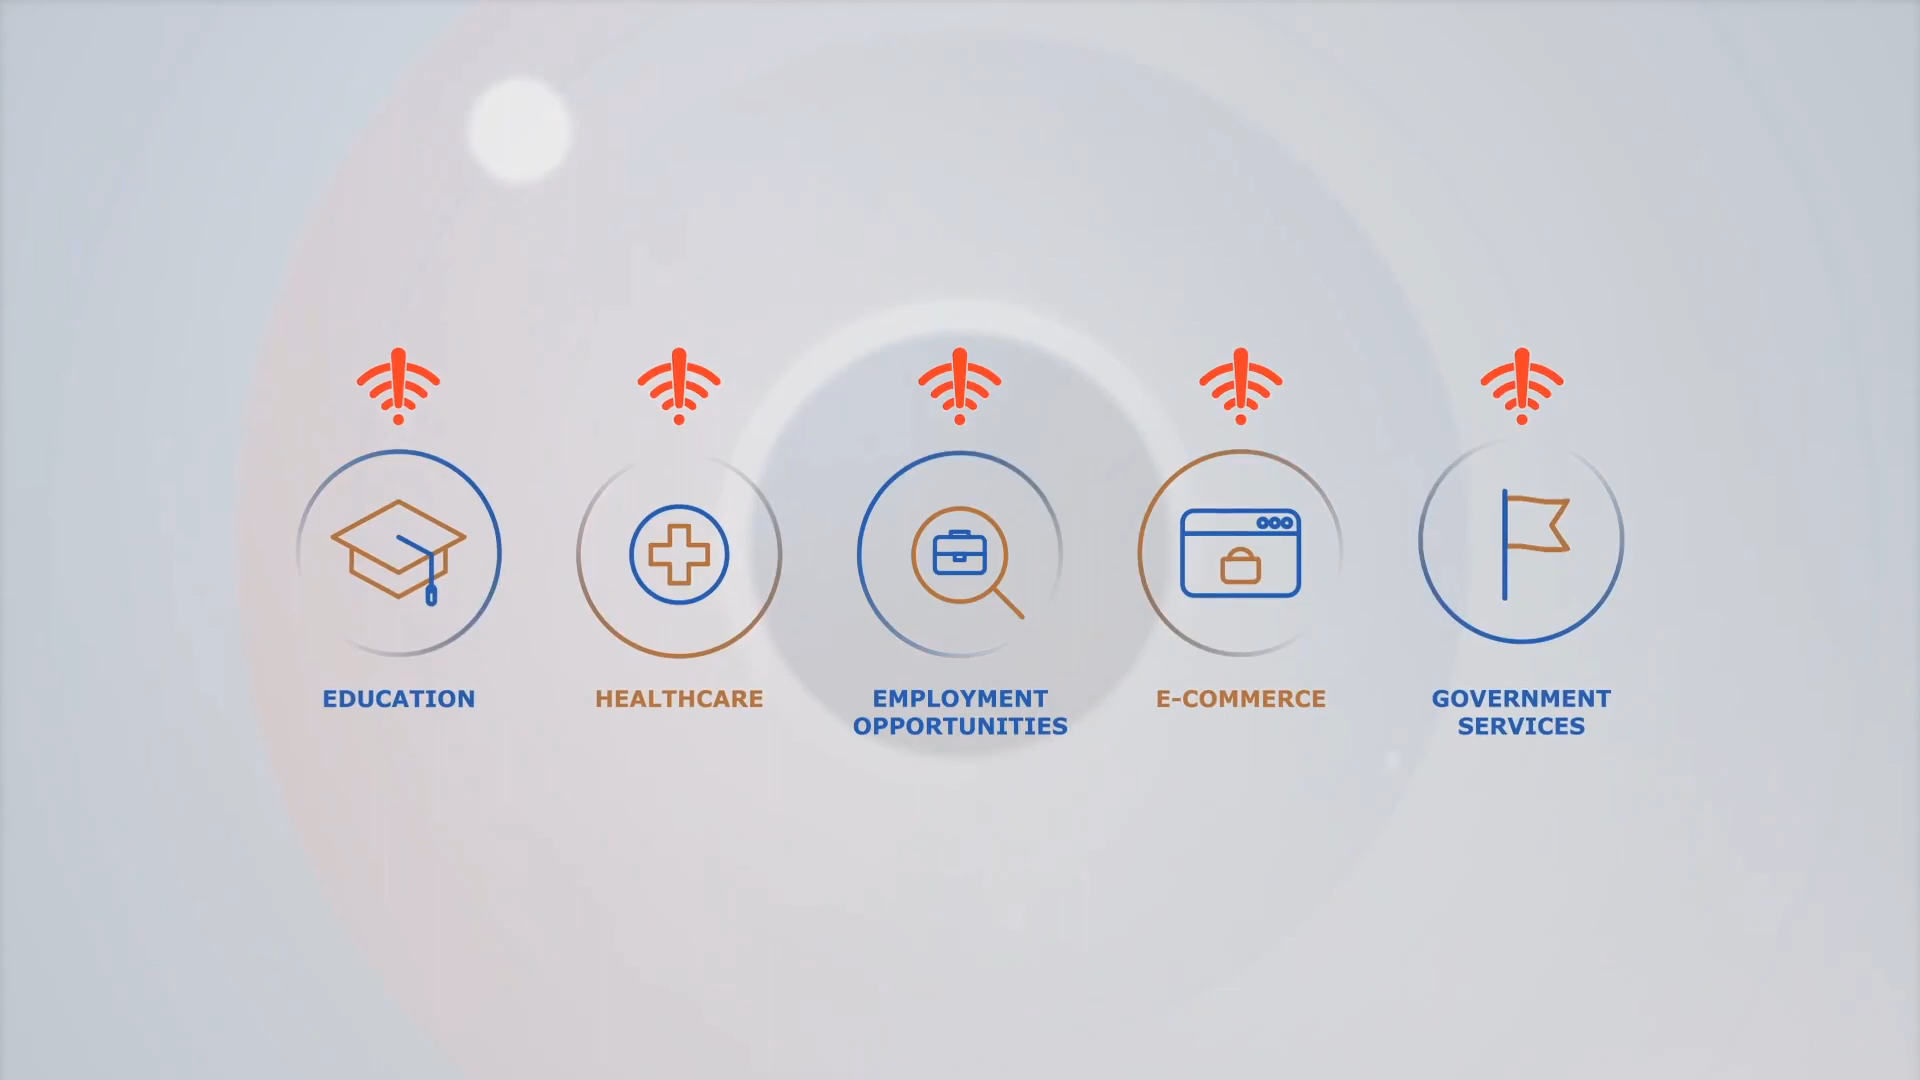 EDUCATION
HEALTHCARE
EMPLOYMENT
OPPORTUNITIES
E-COMMERCE
GOVERNMENT
SERVICES